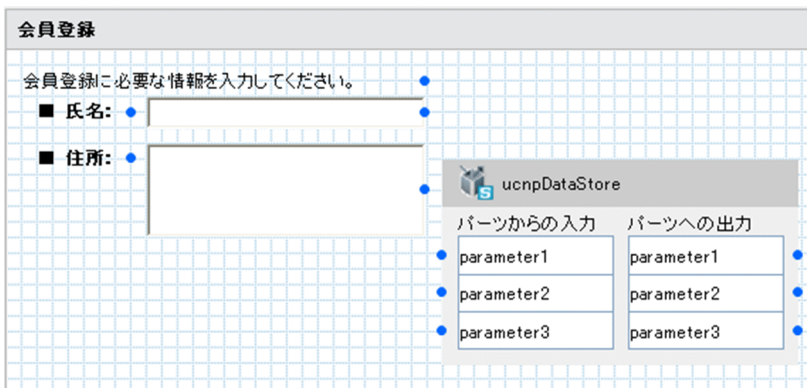 会員登録
会員登録に必要な情報を入力してください。
■ 氏名:
■ 住所:
S ucnpDataStore
パーツからの入力 パーツへの出力
parameter1 parameter1
parameter2 parameter2
parameter3 parameter3